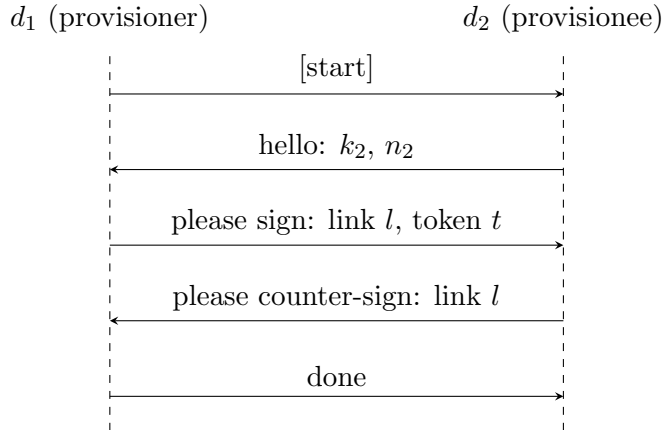 d₁ (provisioner) d₂ (provisionee)
[start]
hello: k₂, n₂
please sign: link l, token t
please counter-sign: link l
done